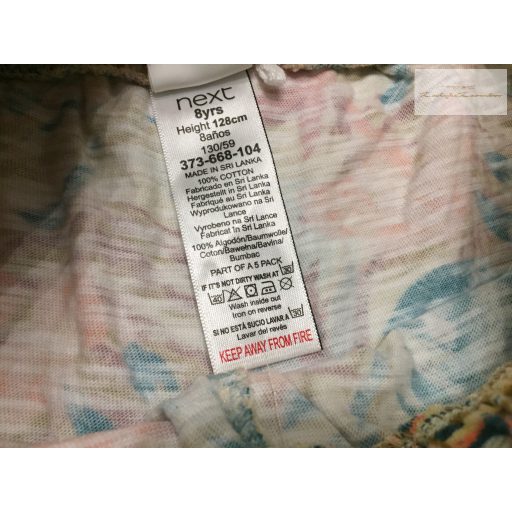 next
8yrs
Height 128cm
8años
130/59
373-668-104
MADE IN SRI LANKA
100% COTTON
Fabricado en Sri Lanka
Hergestellt in Sri Lanka
Fabriqué au Sri Lanka
Wyprodukowano na Sri
Lance
Vyrobeno na Srí Lance
Fabricat în Sri Lanka
100% Algodón/Baumwolle/
Coton/Bawełna/Bavlna/
Bumbac
PART OF A 5 PACK
IF IT'S NOT DIRTY WASH AT 30
40
Wash inside out
Iron on reverse
SI NO ESTÁ SUCIO LAVAR A 30
Lavar del revés
KEEP AWAY FROM FIRE